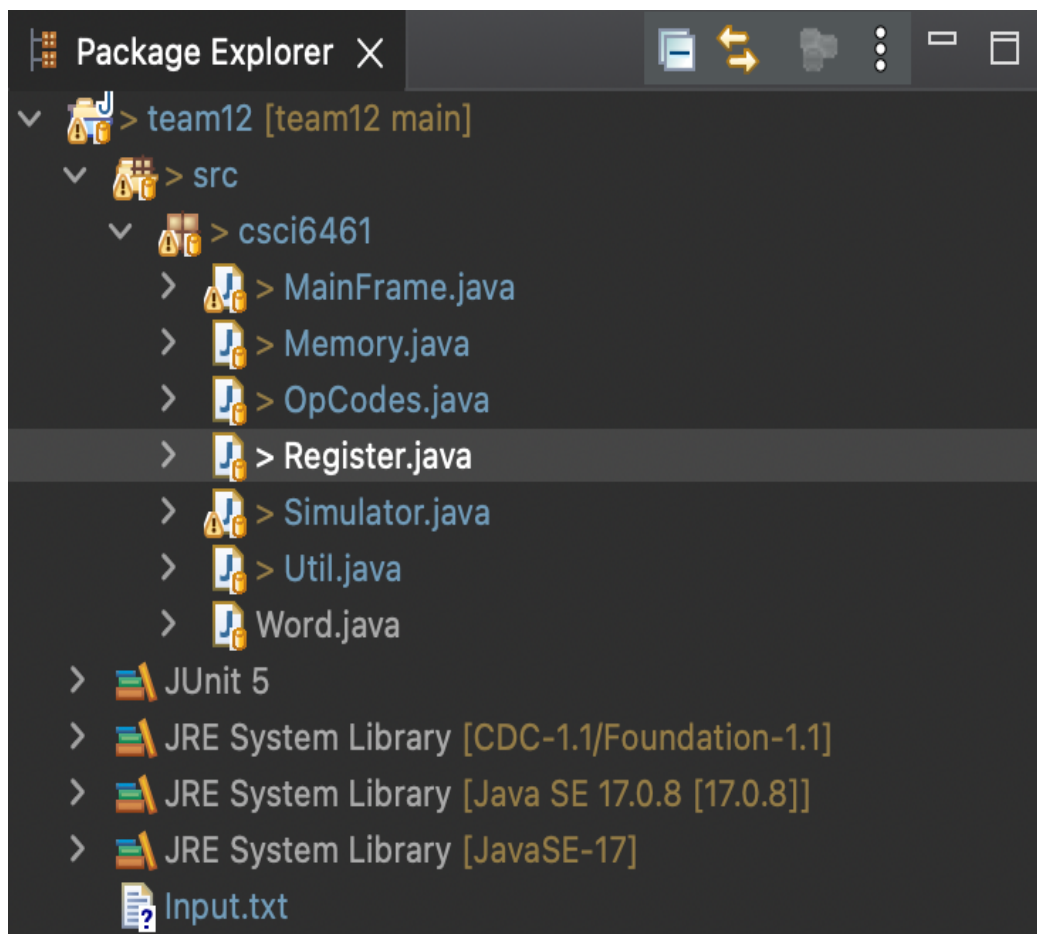 Package Explorer
> team12 [team12 main]
> src
> csci6461
> MainFrame.java
> Memory.java
> OpCodes.java
> Register.java
> Simulator.java
> Util.java
Word.java
JUnit 5
JRE System Library [CDC-1.1/Foundation-1.1]
JRE System Library [Java SE 17.0.8 [17.0.8]]
JRE System Library [JavaSE-17]
Input.txt